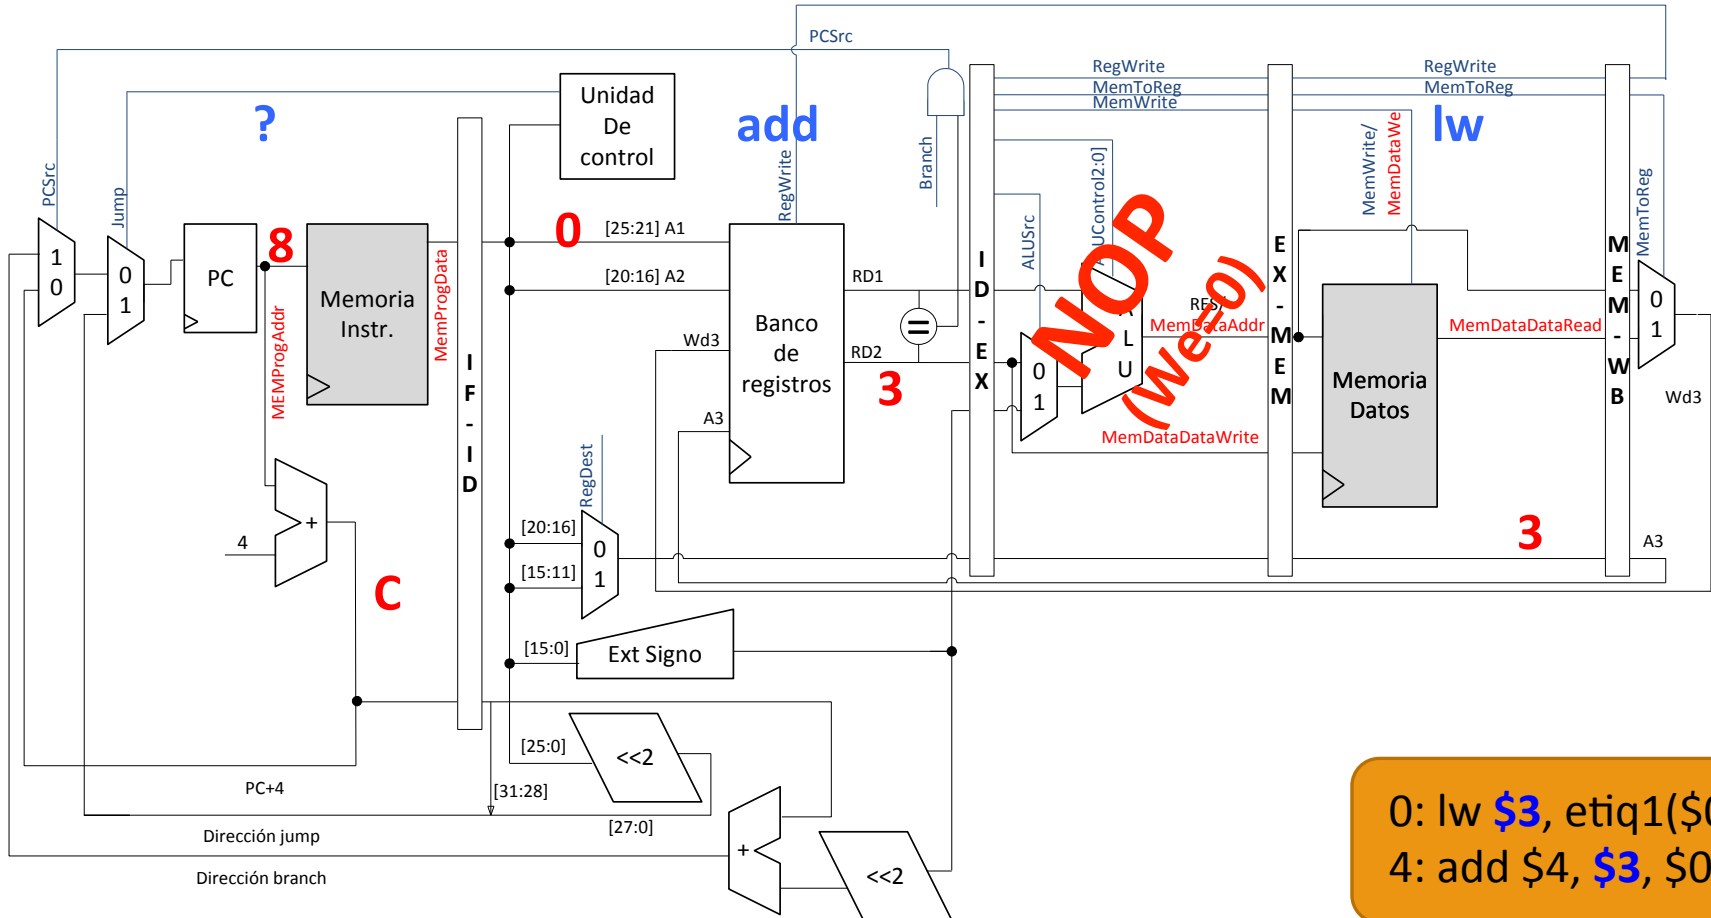 PCSrc
RegWrite
RegWrite
MemToReg
MemToReg
MemWrite
?
add
lw
Unidad
De
control
PCSrc
Jump
RegWrite
Branch
ALUControl2:0]
ALUSrc
MemWrite/
MemDataWe
MemToReg
1
0
0
1
PC
8
Memoria
Instr.
MEMProgAddr
MemProgData
I
F
-
I
D
0
[25:21] A1
[20:16] A2
Wd3
A3
Banco
de
registros
RD1
RD2
=
3
I
D
-
E
X
0
1
NOP
(We=0)
L
U
RES/
MemDataAddr
MemDataDataWrite
E
X
-
M
E
M
Memoria
Datos
MemDataDataRead
M
E
M
-
W
B
0
1
Wd3
3
A3
4
+
C
RegDest
[20:16]
[15:11]
0
1
[15:0]
Ext Signo
[25:0]
<<2
[31:28]
[27:0]
PC+4
Dirección jump
Dirección branch
+
<<2
0: lw $3, etiq1($0
4: add $4, $3, $0